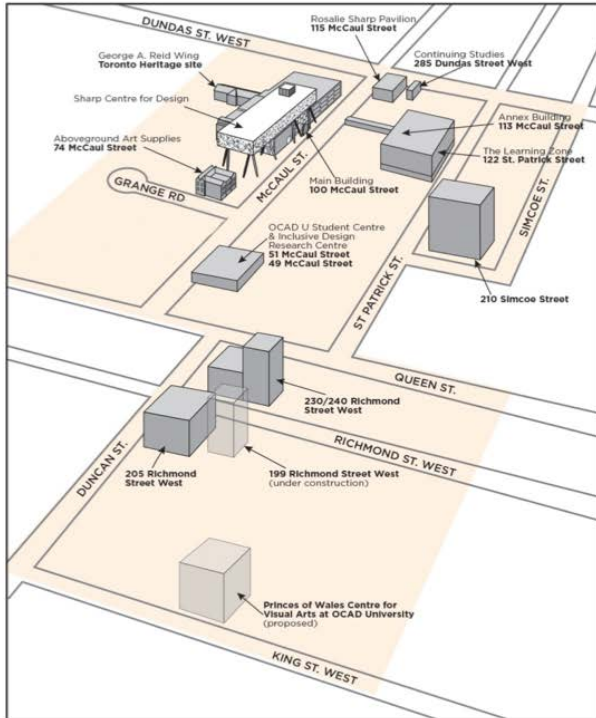 DUNDAS ST. WEST
Rosalie Sharp Pavilion
115 McCaul Street
George A. Reid Wing
Toronto Heritage site
Continuing Studies
285 Dundas Street West
Sharp Centre for Design
Annex Building
113 McCaul Street
Aboveground Art Supplies
74 McCaul Street
The Learning Zone
122 St. Patrick Street
MCCAUL ST.
Main Building
100 McCaul Street
GRANGE RD
SIMCOE ST.
OCAD U Student Centre
& Inclusive Design
Research Centre
51 McCaul Street
49 McCaul Street
ST PATRICK ST.
210 Simcoe Street
QUEEN ST.
230/240 Richmond
Street West
RICHMOND ST. WEST
DUNCAN ST.
205 Richmond
Street West
199 Richmond Street West
(under construction)
Princes of Wales Centre for
Visual Arts at OCAD University
(proposed)
KING ST. WEST